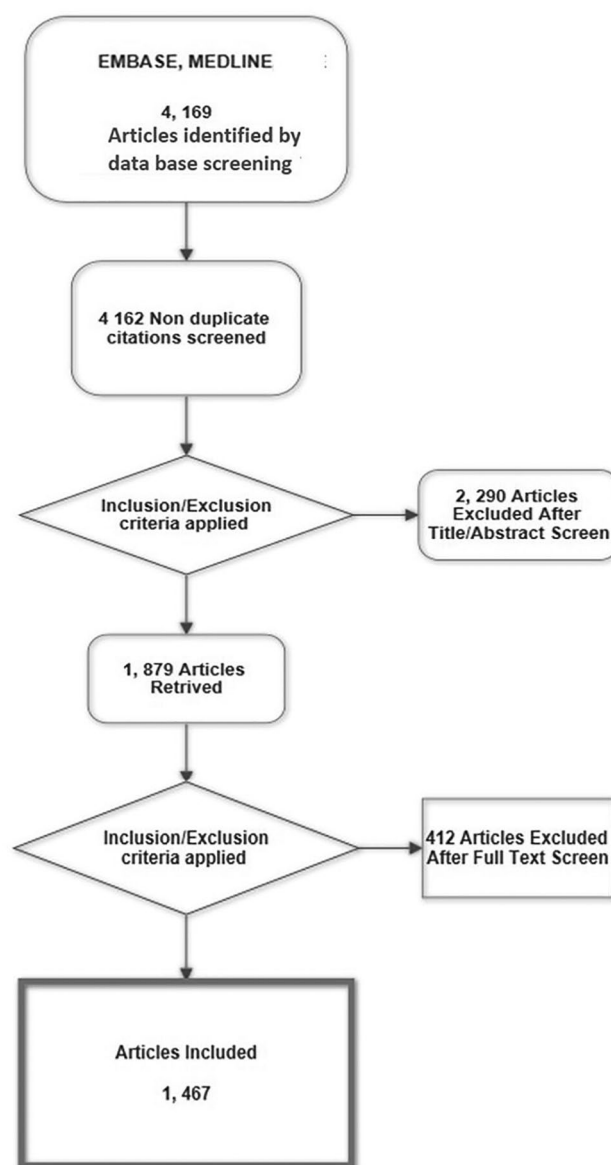 EMBASE, MEDLINE
4, 169
Articles identified by
data base screening
4 162 Non duplicate
citations screened
Inclusion/Exclusion
criteria applied
2, 290 Articles
Excluded After
Title/Abstract Screen
1, 879 Articles
Retrived
Inclusion/Exclusion
criteria applied
412 Articles Excluded
After Full Text Screen
Articles Included
1, 467